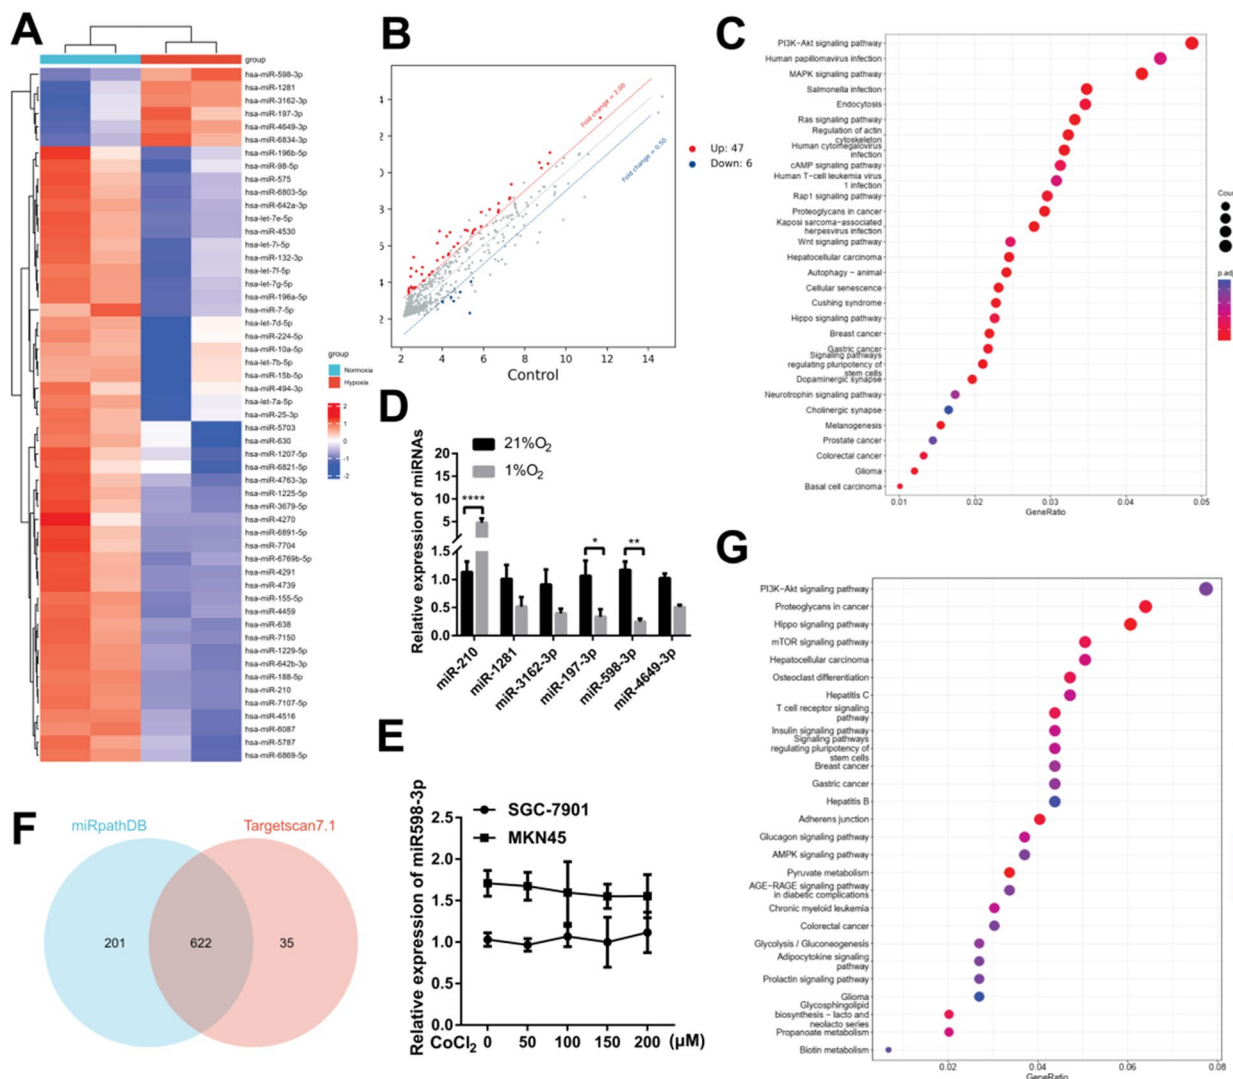 A
group
hsa-miR-598-3p
hsa-miR-1281
hsa-miR-3162-3p
hsa-miR-197-3p
hsa-miR-4649-3p
hsa-miR-6834-3p
hsa-miR-196b-5p
hsa-miR-98-5p
hsa-miR-575
hsa-miR-6803-5p
hsa-miR-642a-3p
hsa-let-7e-5p
hsa-miR-4530
hsa-let-7i-5p
hsa-miR-132-3p
hsa-let-7f-5p
hsa-let-7g-5p
hsa-miR-196a-5p
hsa-miR-7-5p
hsa-let-7d-5p
hsa-miR-224-5p
hsa-miR-10a-5p
hsa-let-7b-5p
hsa-miR-15b-5p
hsa-miR-494-3p
hsa-let-7a-5p
hsa-miR-25-3p
hsa-miR-5703
hsa-miR-630
hsa-miR-1207-5p
hsa-miR-6821-5p
hsa-miR-4763-3p
hsa-miR-1225-5p
hsa-miR-3679-5p
hsa-miR-4270
hsa-miR-6891-5p
hsa-miR-7704
hsa-miR-6769b-5p
hsa-miR-4291
hsa-miR-4739
hsa-miR-155-5p
hsa-miR-4459
hsa-miR-638
hsa-miR-7150
hsa-miR-1229-5p
hsa-miR-642b-3p
hsa-miR-188-5p
hsa-miR-210
hsa-miR-7107-5p
hsa-miR-4516
hsa-miR-6087
hsa-miR-5787
hsa-miR-6869-5p
group
Normoxia
Hypoxia
2
1
0
-1
-2
B
Fold change = 2.00
Fold change = 0.50
4
2
0
8
6
4
2
2 4 6 8 10 12 14
Control
Up: 47
Down: 6
C
PI3K−Akt signaling pathway
Human papillomavirus infection
MAPK signaling pathway
Salmonella infection
Endocytosis
Ras signaling pathway
Regulation of actin
cytoskeleton
Human cytomegalovirus
infection
cAMP signaling pathway
Human T−cell leukemia virus
1 infection
Rap1 signaling pathway
Proteoglycans in cancer
Kaposi sarcoma−associated
herpesvirus infection
Wnt signaling pathway
Hepatocellular carcinoma
Autophagy − animal
Cellular senescence
Cushing syndrome
Hippo signaling pathway
Breast cancer
Gastric cancer
Signaling pathways
regulating pluripotency of
stem cells
Dopaminergic synapse
Neurotrophin signaling pathway
Cholinergic synapse
Melanogenesis
Prostate cancer
Colorectal cancer
Glioma
Basal cell carcinoma
0.01 0.02 0.03 0.04 0.05
GeneRatio
Cou
p.adj
D
Relative expression of miRNAs
21%O2
1%O2
20
15
10
5
1.5
1.0
0.5
0.0
****
*
**
miR-210
miR-1281
miR-3162-3p
miR-197-3p
miR-598-3p
miR-4649-3p
E
Relative expression of miR598-3p
SGC-7901
MKN45
2.5
2.0
1.5
1.0
0.5
0.0
CoCl2 0 50 100 150 200 (μM)
F
miRpathDB
Targetscan7.1
201 622 35
G
PI3K−Akt signaling pathway
Proteoglycans in cancer
Hippo signaling pathway
mTOR signaling pathway
Hepatocellular carcinoma
Osteoclast differentiation
Hepatitis C
T cell receptor signaling
pathway
Insulin signaling pathway
Signaling pathways
regulating pluripotency of
stem cells
Breast cancer
Gastric cancer
Hepatitis B
Adherens junction
Glucagon signaling pathway
AMPK signaling pathway
Pyruvate metabolism
AGE−RAGE signaling pathway
in diabetic complications
Chronic myeloid leukemia
Colorectal cancer
Glycolysis / Gluconeogenesis
Adipocytokine signaling
pathway
Prolactin signaling pathway
Glioma
Glycosphingolipid
biosynthesis − lacto and
neolacto series
Propanoate metabolism
Biotin metabolism
0.02 0.04 0.06 0.08
GeneRatio